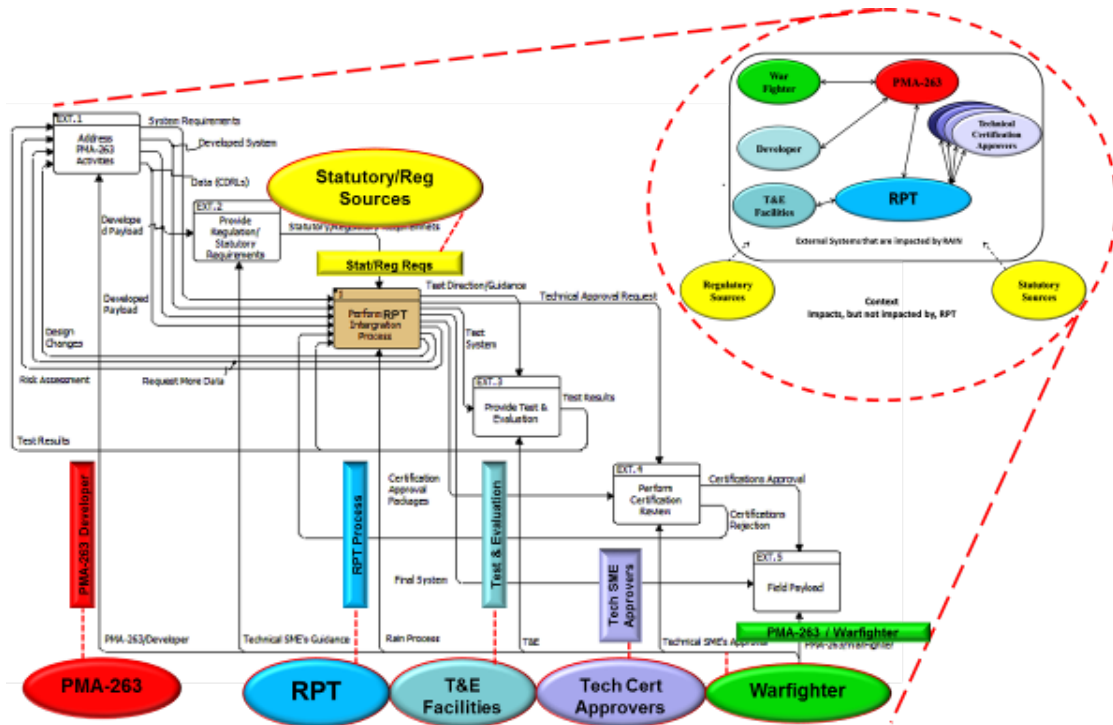 EXT.1
Address
PMA-263
Activities
System Requirements
Developed System
Data (CDRLs)
Statutory/Reg
Sources
EXT.2
Provide
Regulation/
Statutory
Requirements
Develope
d Payload
Statutory/Regulatory Requirements
Stat/Reg Reqs
Developed
Payload
Design
Changes
Risk Assessment
Request More Data
1
Perform RPT
Intergration
Process
Test Direction/Guidance
Technical Approval Request
Test
System
EXT.3
Provide Test &
Evaluation
Test Results
Test Results
Certification
Approval
Packages
EXT.4
Perform
Certification
Review
Certifications Approval
Certifications
Rejection
Final System
EXT.5
Field Payload
PMA-263 Developer
RPT Process
Test & Evaluation
Tech SME
Approvers
PMA-263 / Warfighter
PMA-263/Developer
Technical SME's Guidance
Rain Process
T&E
Technical SME's Approval
PMA-263/Warfighter
PMA-263
RPT
T&E
Facilities
Tech Cert
Approvers
Warfighter
War
Fighter
PMA-263
Developer
Technical
Certification
Approvers
T&E
Facilities
RPT
External Systems that are impacted by RAIN
Regulatory
Sources
Statutory
Sources
Context
Impacts, but not impacted by, RPT